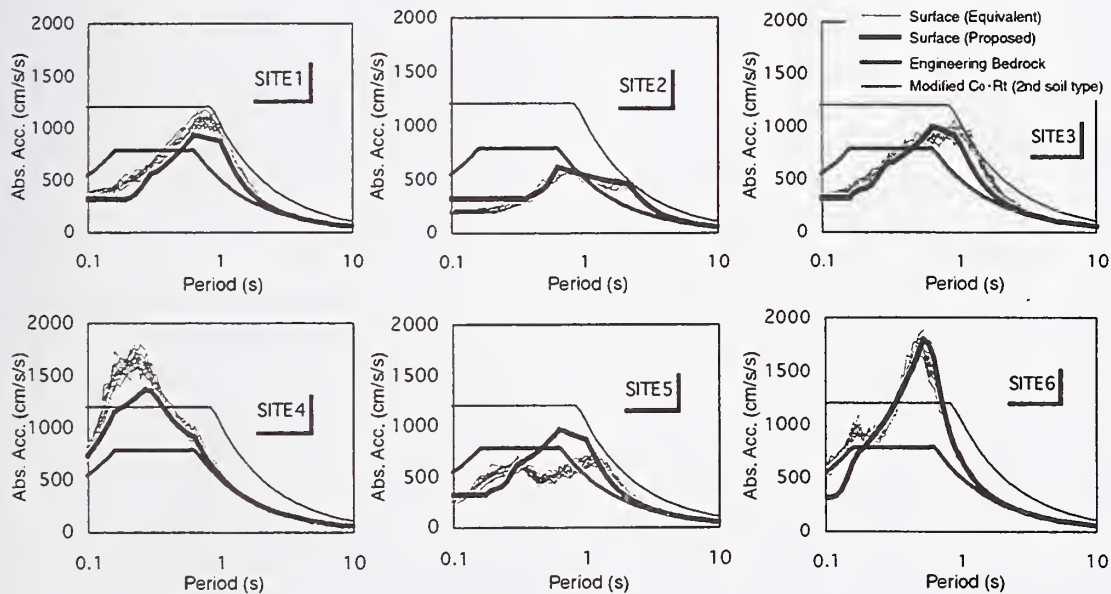 2000
1500
1000
500
0
Abs. Acc. (cm/s/s)
SITE1
0.1 1 10
Period (s)
2000
1500
1000
500
0
Abs. Acc. (cm/s/s)
SITE2
0.1 1 10
Period (s)
2000
1500
1000
500
0
Abs. Acc. (cm/s/s)
Surface (Equivalent)
Surface (Proposed)
Engineering Bedrock
Modified Co·Rt (2nd soil type)
SITE3
0.1 1 10
Period (s)
2000
1500
1000
500
0
Abs. Acc. (cm/s/s)
SITE4
0.1 1 10
Period (s)
2000
1500
1000
500
0
Abs. Acc. (cm/s/s)
SITE5
0.1 1 10
Period (s)
2000
1500
1000
500
0
Abs. Acc. (cm/s/s)
SITE6
0.1 1 10
Period (s)